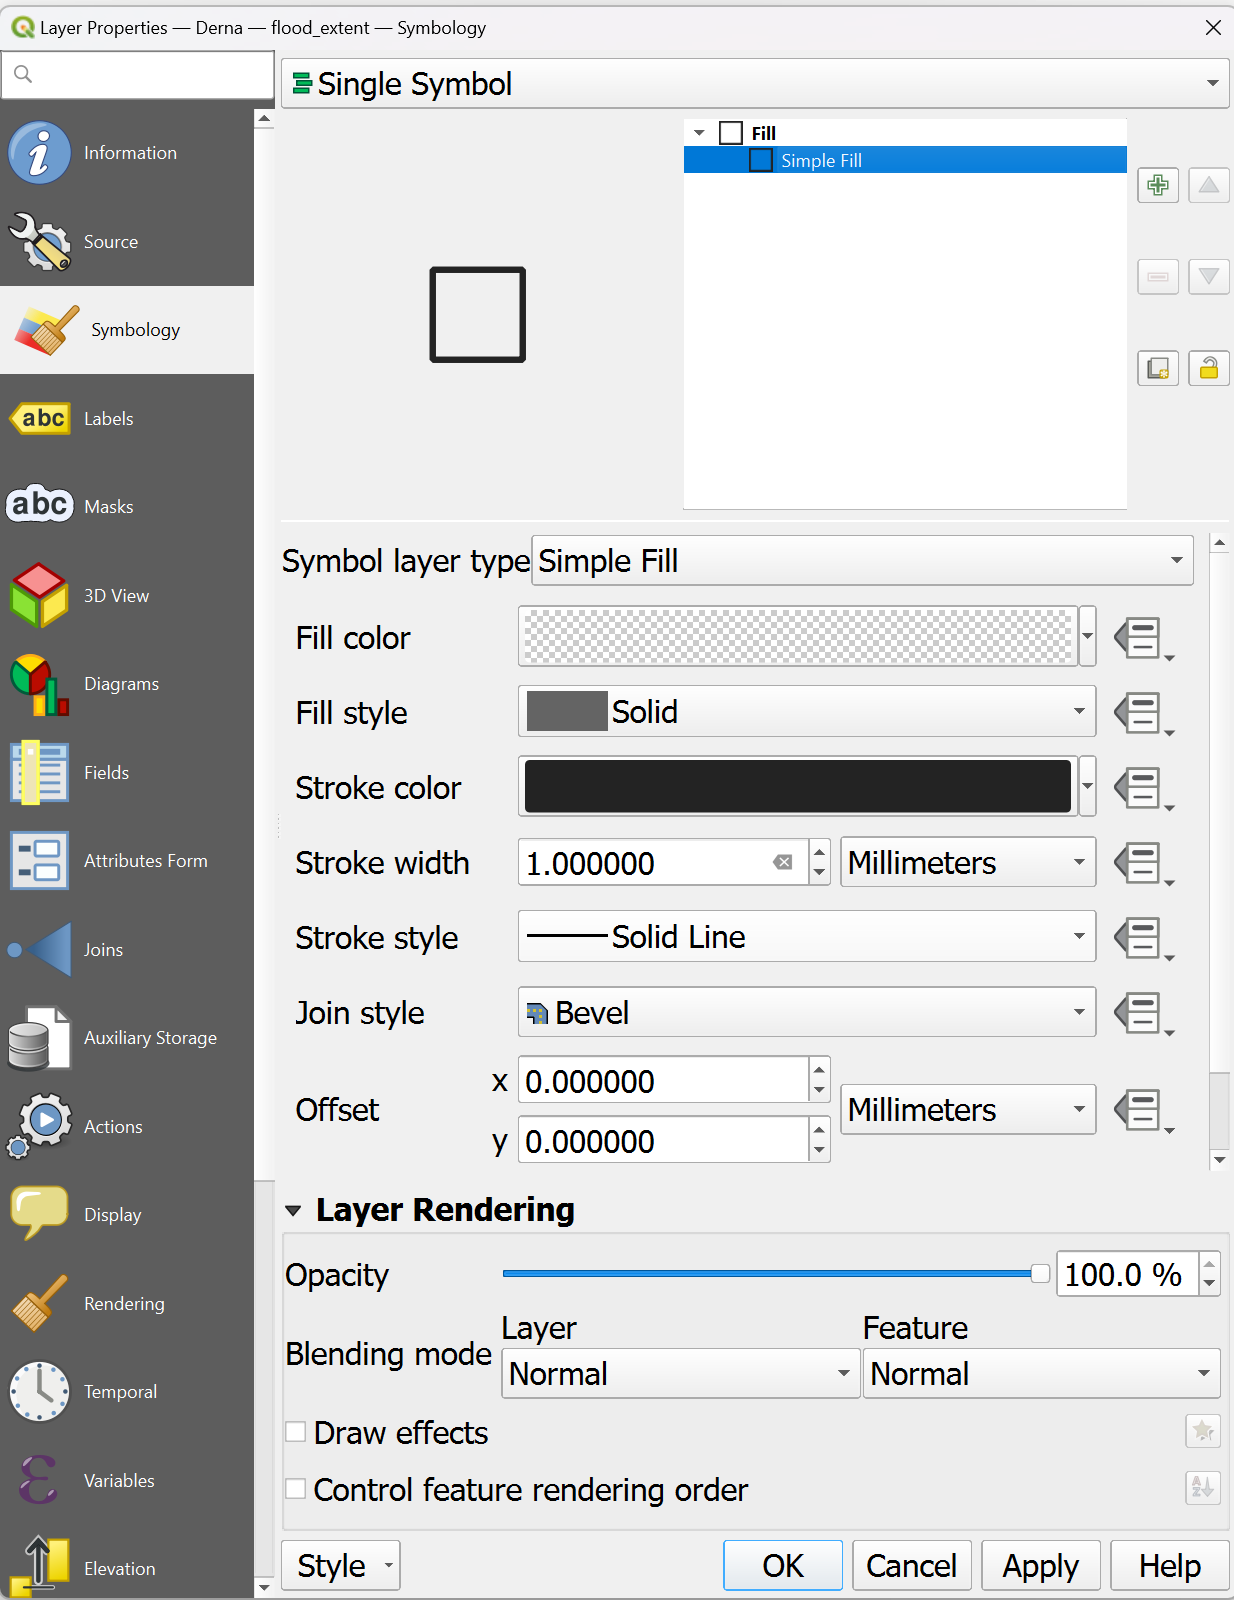 Layer Properties — Derna — flood_extent — Symbology
Information
Source
Symbology
Labels
Masks
3D View
Diagrams
Fields
Attributes Form
Joins
Auxiliary Storage
Actions
Display
Rendering
Temporal
Variables
Elevation
abc
abc
Single Symbol
Fill
Simple Fill
Symbol layer type Simple Fill
Fill color
Fill style Solid
Stroke color
Stroke width 1.000000 Millimeters
Stroke style Solid Line
Join style Bevel
Offset x 0.000000 Millimeters
y 0.000000
Layer Rendering
Opacity 100.0 %
Layer Feature
Blending mode Normal Normal
Draw effects
Control feature rendering order
A
Z
Style OK Cancel Apply Help